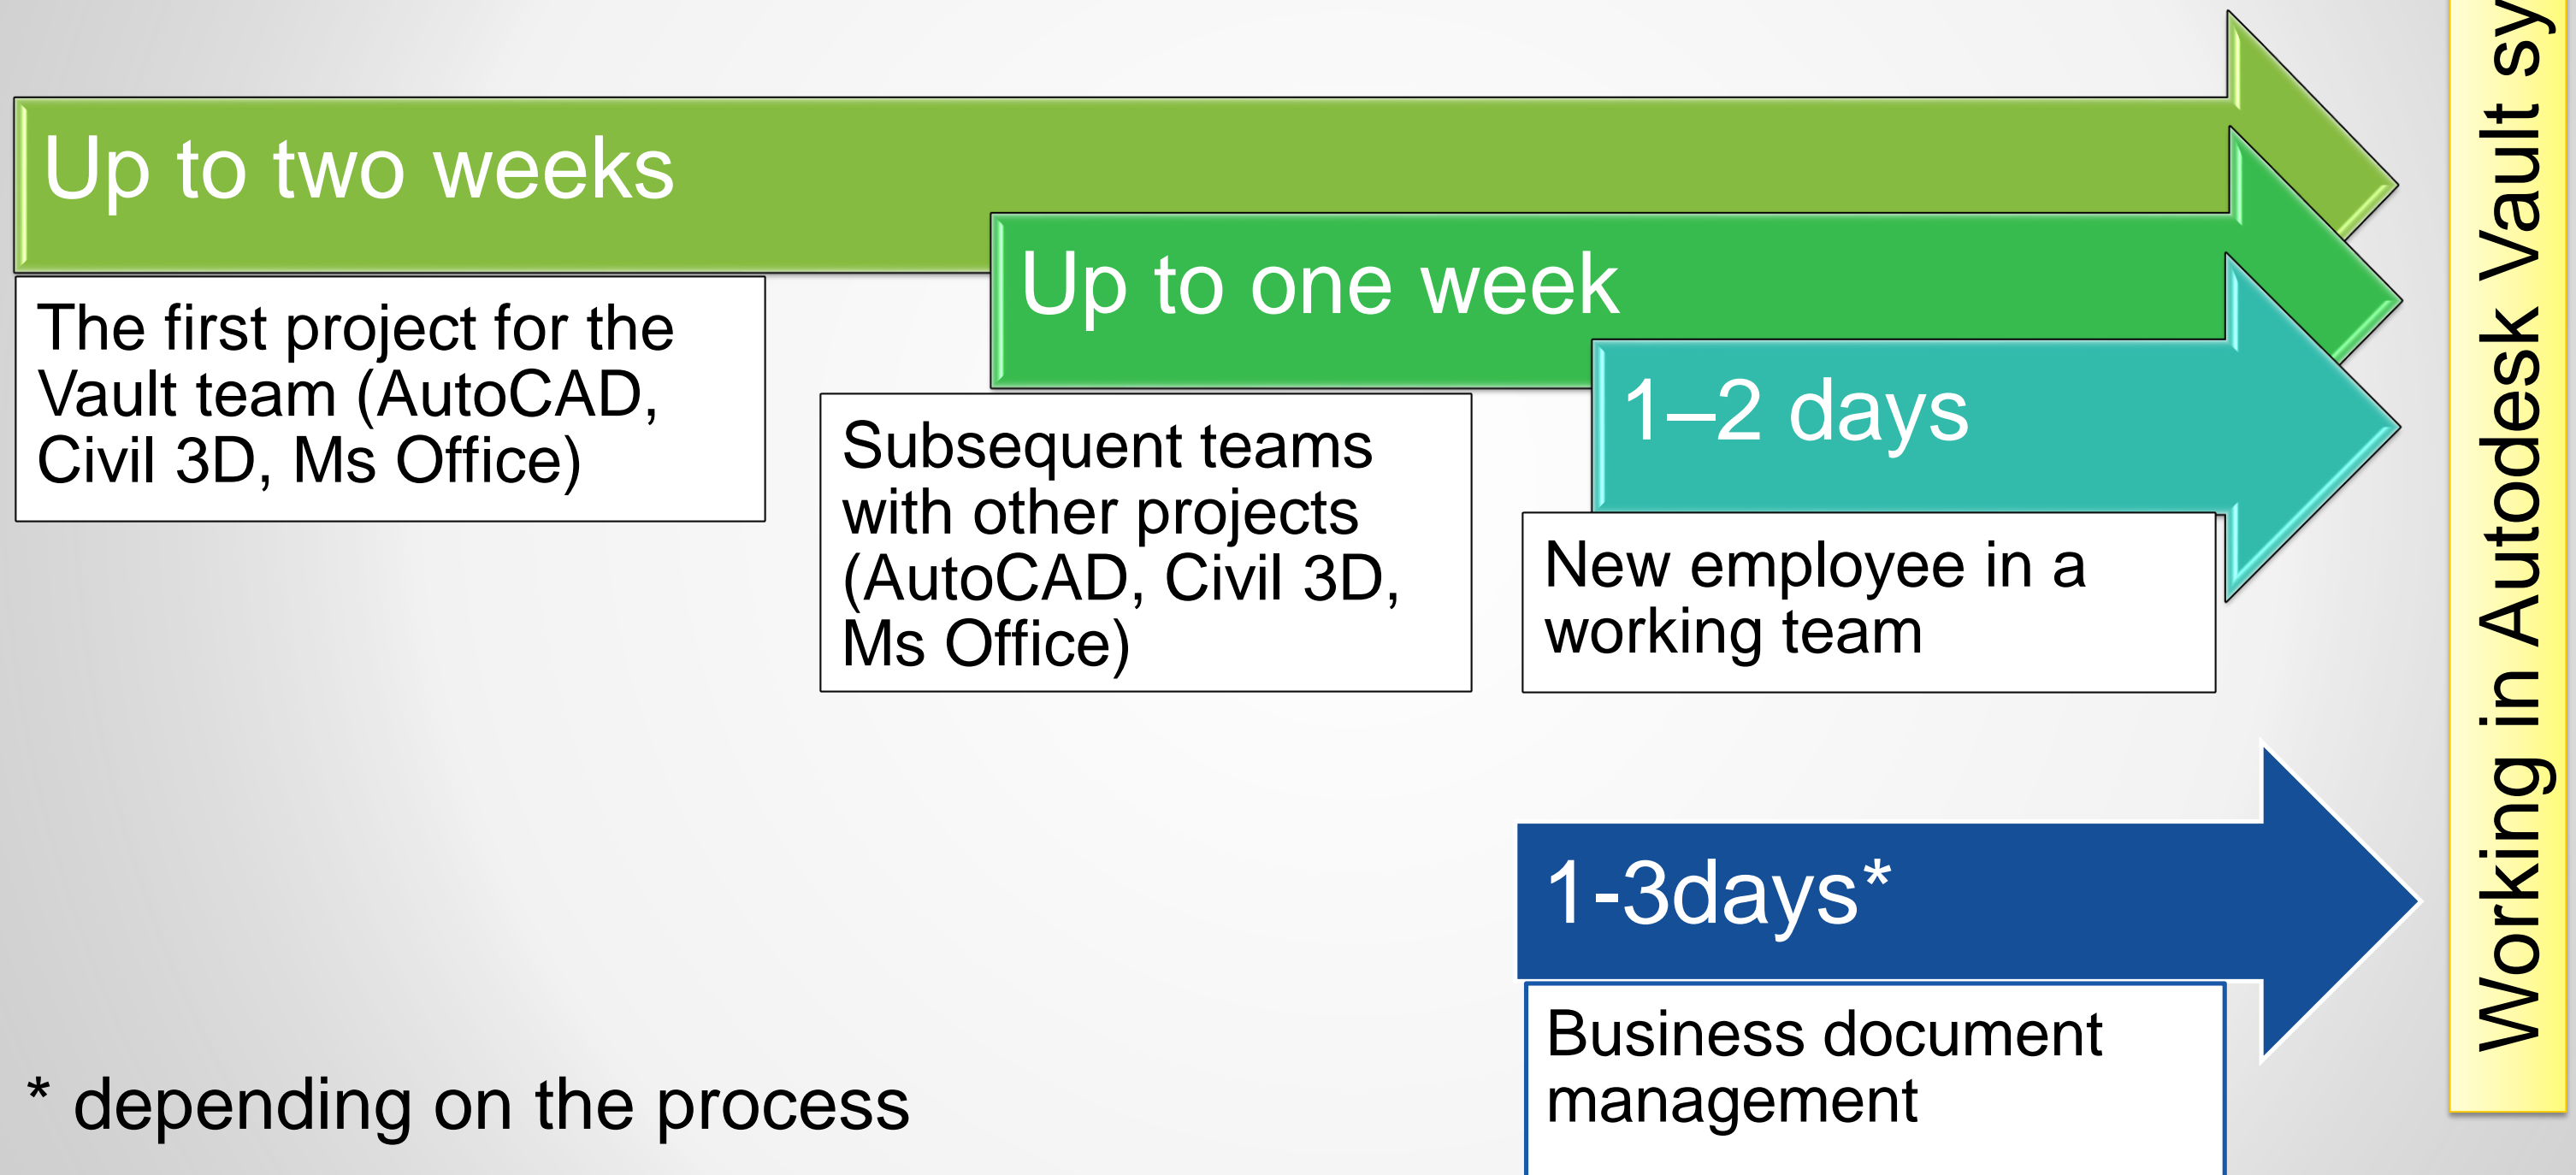 Up to two weeks
The first project for the
Vault team (AutoCAD,
Civil 3D, Ms Office)
Up to one week
Subsequent teams
with other projects
(AutoCAD, Civil 3D,
Ms Office)
1–2 days
New employee in a
working team
1-3days*
Business document
management
* depending on the process
Working in Autodesk Vault sy